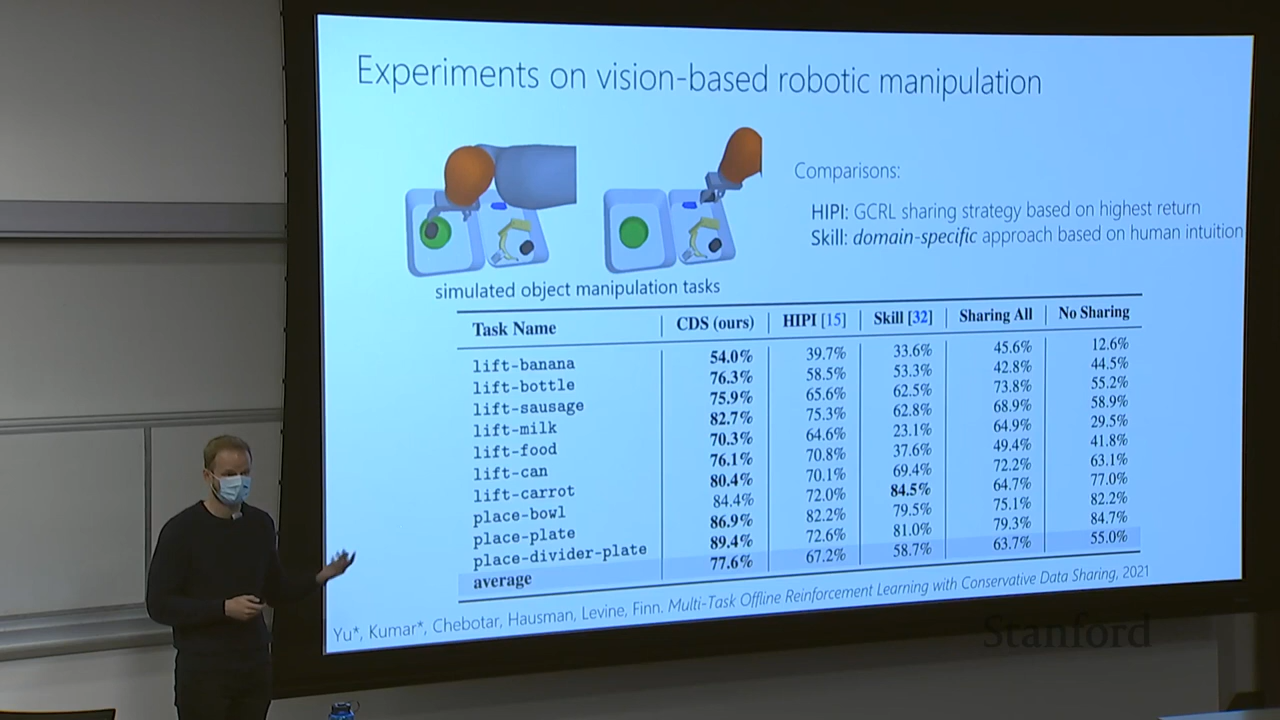 Experiments on vision-based robotic manipulation
Comparisons:
HIPI: GCRL sharing strategy based on highest return
Skill: domain-specific approach based on human intuition
simulated object manipulation tasks
Task Name CDS (ours) HIPI [15] Skill [32] Sharing All No Sharing
lift-banana 54.0% 39.7% 33.6% 45.6% 12.6%
lift-bottle 76.3% 58.5% 53.3% 42.8% 44.5%
lift-sausage 75.9% 65.6% 62.5% 73.8% 55.2%
lift-milk 82.7% 75.3% 62.8% 68.9% 58.9%
lift-food 70.3% 64.6% 23.1% 64.9% 29.5%
lift-can 76.1% 70.8% 37.6% 49.4% 41.8%
lift-carrot 80.4% 70.1% 69.4% 72.2% 63.1%
place-bowl 84.4% 72.0% 84.5% 64.7% 77.0%
place-plate 86.9% 82.2% 79.5% 75.1% 82.2%
place-divider-plate 89.4% 72.6% 81.0% 79.3% 84.7%
average 77.6% 67.2% 58.7% 63.7% 55.0%
Yu*, Kumar*, Chebotar, Hausman, Levine, Finn. Multi-Task Offline Reinforcement Learning with Conservative Data Sharing, 2021
Stanford